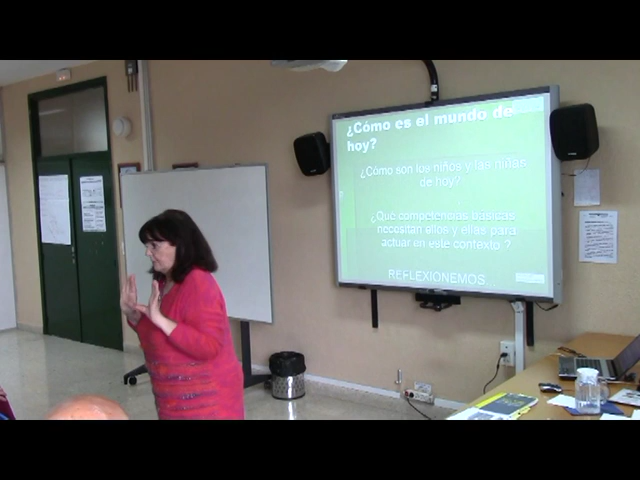 ¿Cómo es el mundo de
hoy?
¿Cómo son los niños y las niñas
de hoy?
¿Qué competencias básicas
necesitan ellos y ellas para
actuar en este contexto ?
REFLEXIONEMOS